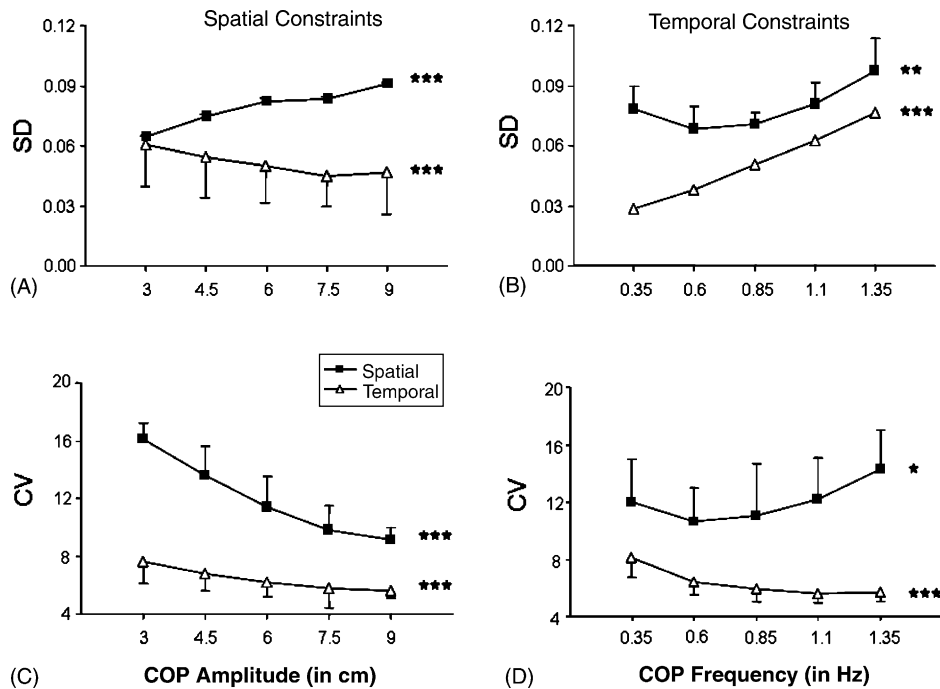 Spatial Constraints
0.12
0.09
0.06
0.03
0.00
SD
***
***
3 4.5 6 7.5 9
(A)
Temporal Constraints
0.12
0.09
0.06
0.03
0.00
SD
**
***
0.35 0.6 0.85 1.1 1.35
(B)
Spatial
Temporal
20
16
12
8
4
CV
***
***
3 4.5 6 7.5 9
(C)
COP Amplitude (in cm)
20
16
12
8
4
CV
*
***
0.35 0.6 0.85 1.1 1.35
(D)
COP Frequency (in Hz)